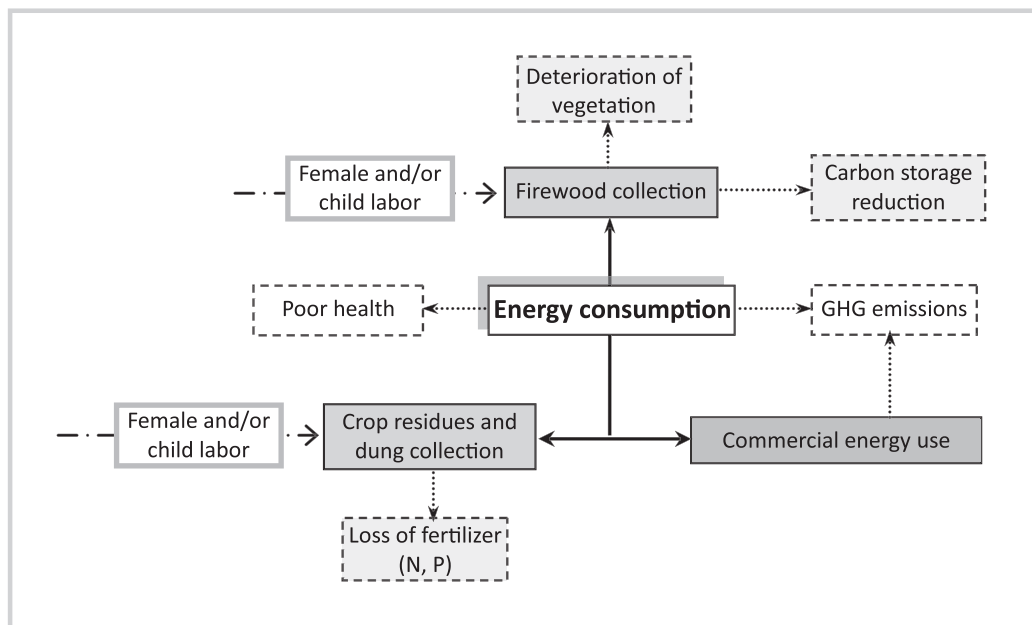 Deterioration of
vegetation
Female and/or
child labor
Firewood collection
Carbon storage
reduction
Poor health
Energy consumption
GHG emissions
Female and/or
child labor
Crop residues and
dung collection
Commercial energy use
Loss of fertilizer
(N, P)